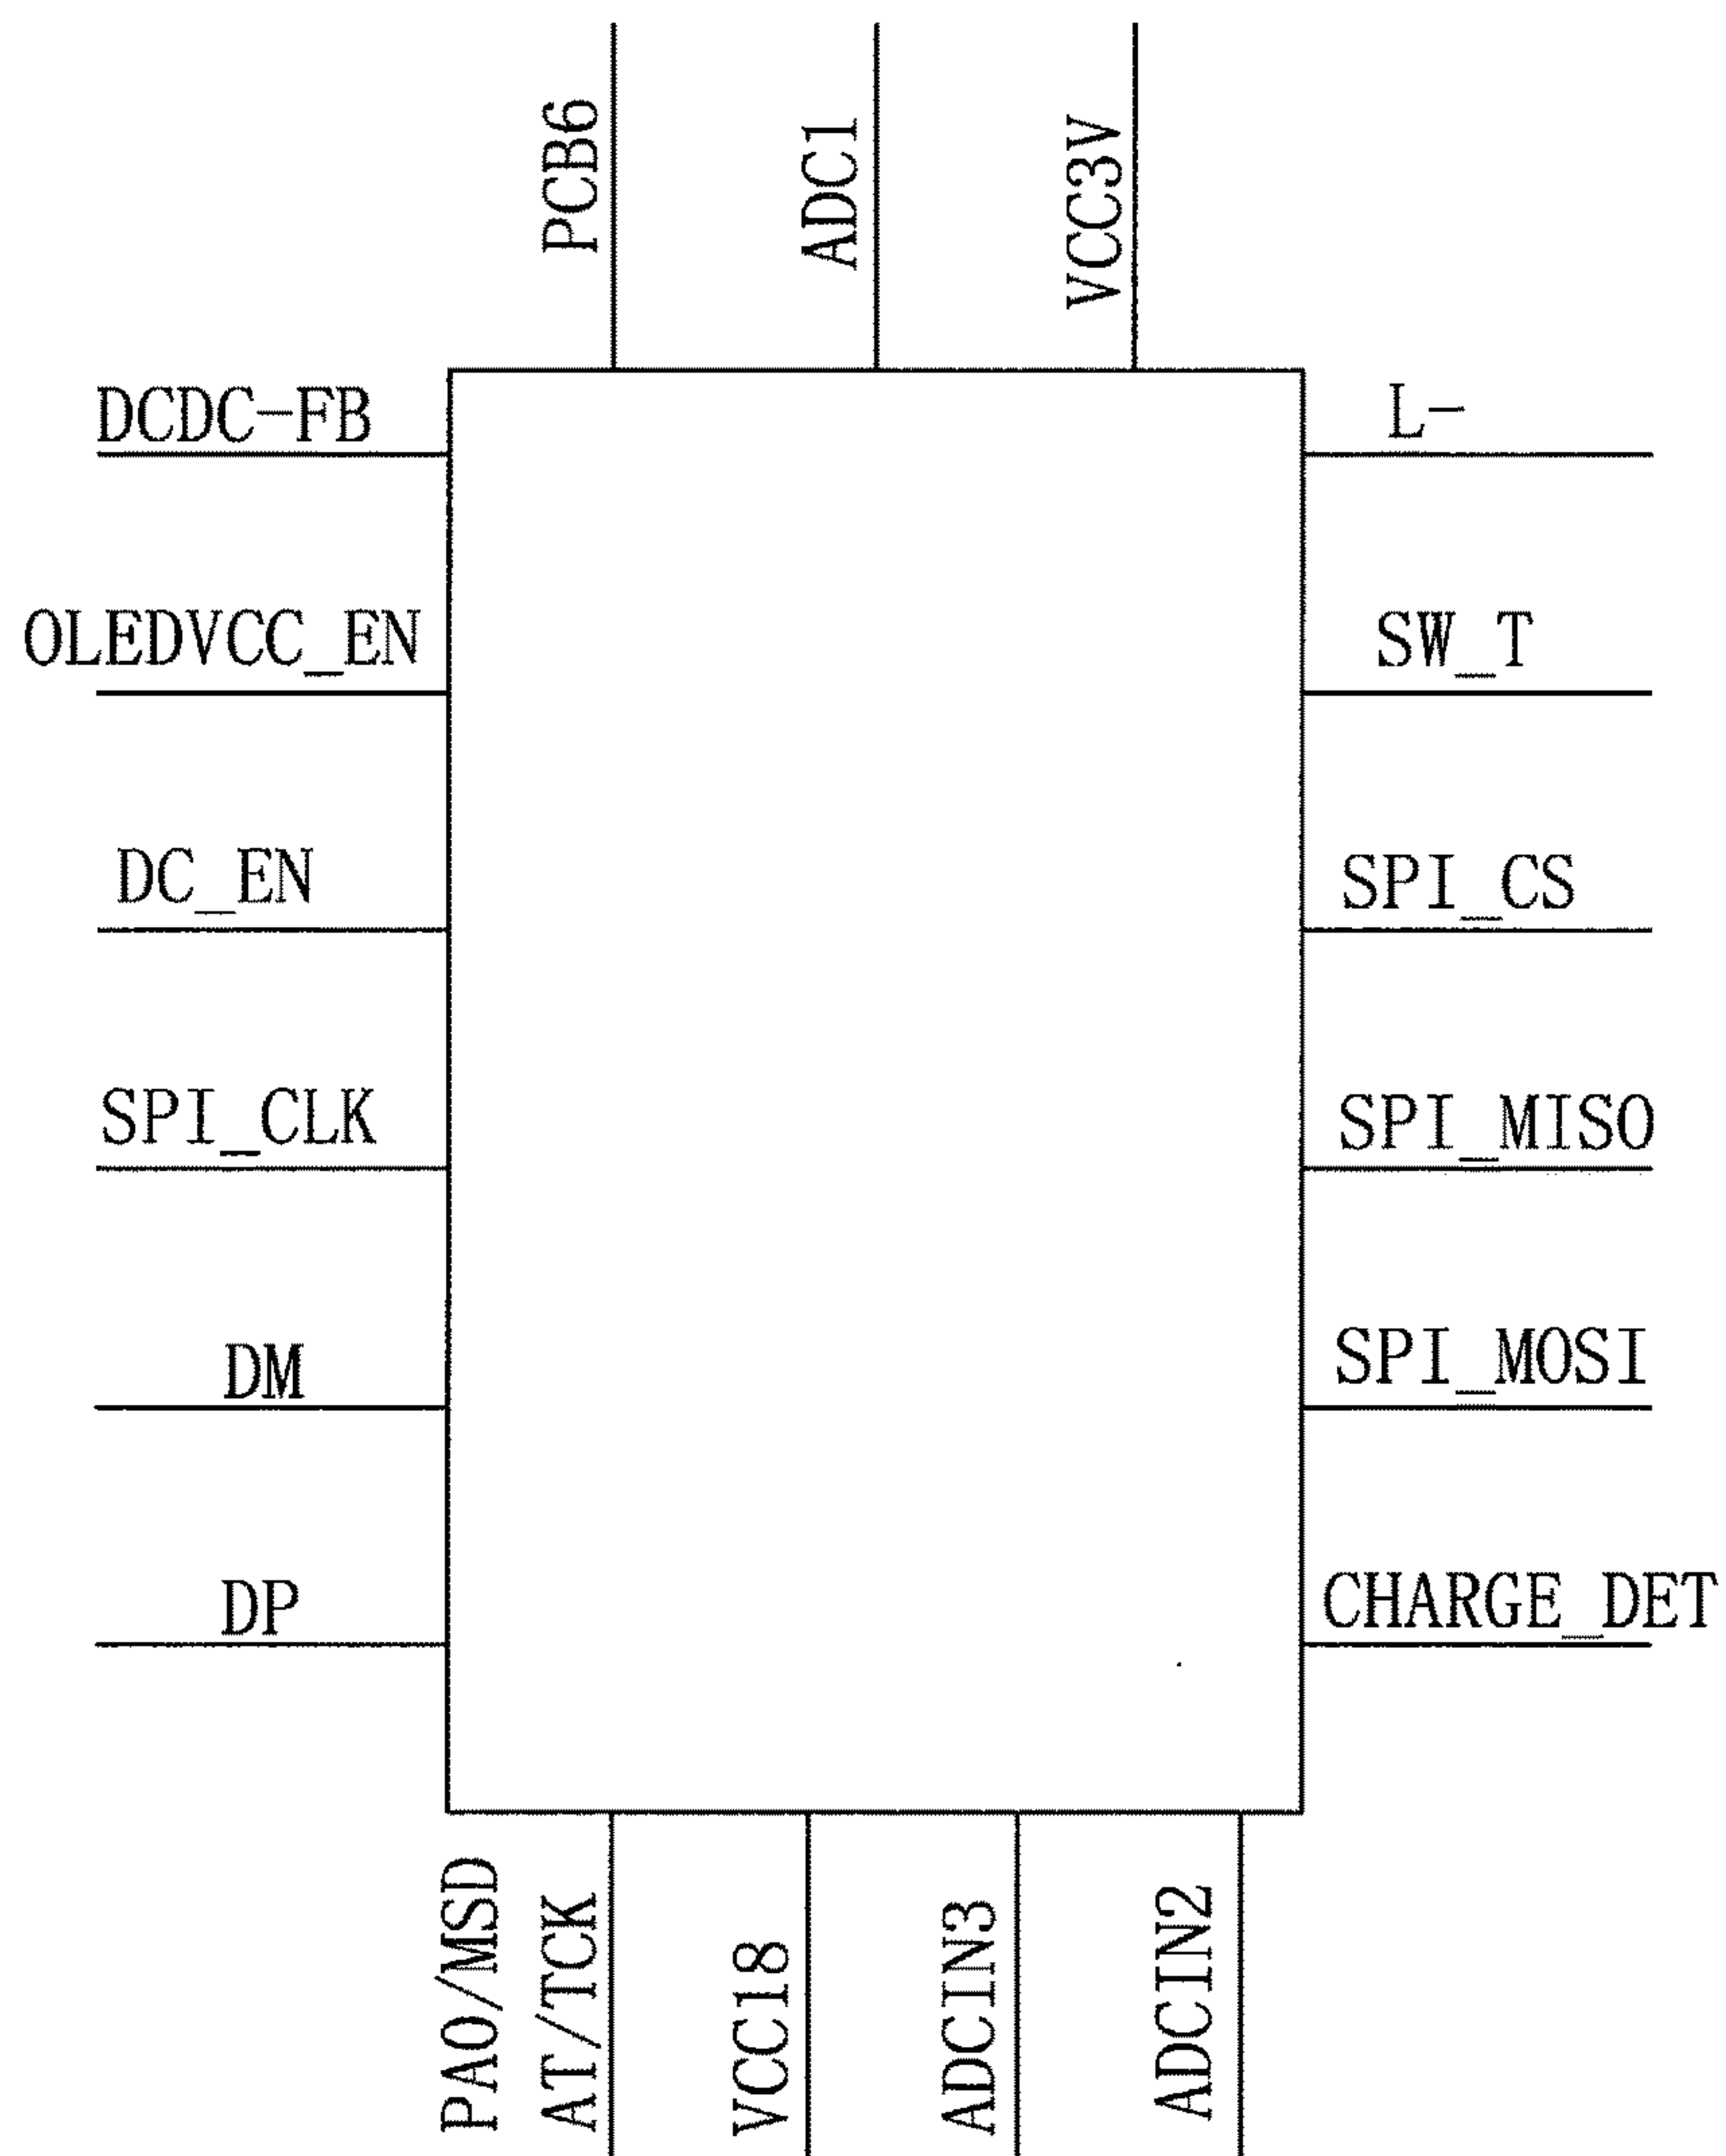 PCB6
ADC1
VCC3V
DCDC-FB
L-
OLEDVCC_EN
SW_T
DC_EN
SPI_CS
SPI_CLK
SPI_MISO
DM
SPI_MOSI
DP
CHARGE_DET
PA0/MSD
AT/TCK
VCC18
ADCIN3
ADCIN2